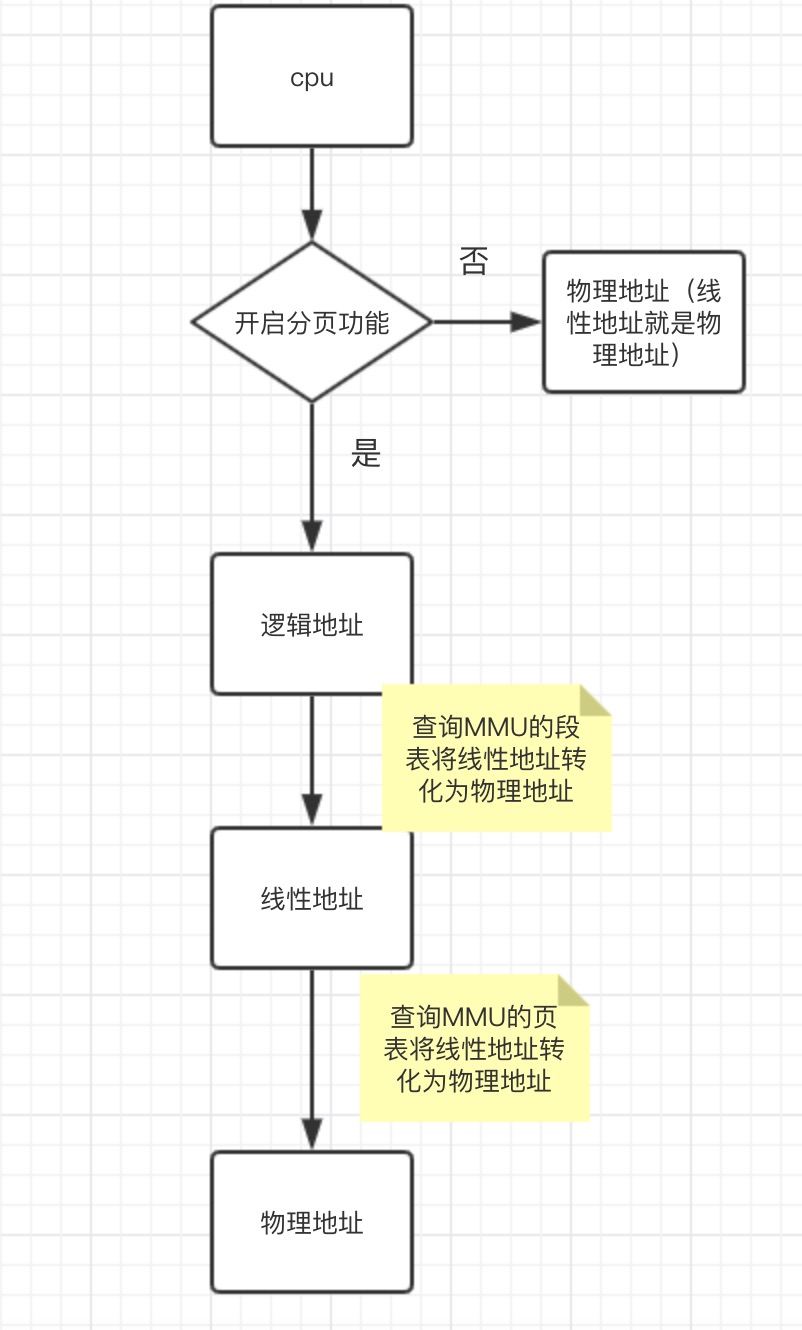 cpu
否
物理地址（线
性地址就是物
理地址）
开启分页功能
是
逻辑地址
查询MMU的段
表将线性地址转
化为物理地址
线性地址
查询MMU的页
表将线性地址转
化为物理地址
物理地址